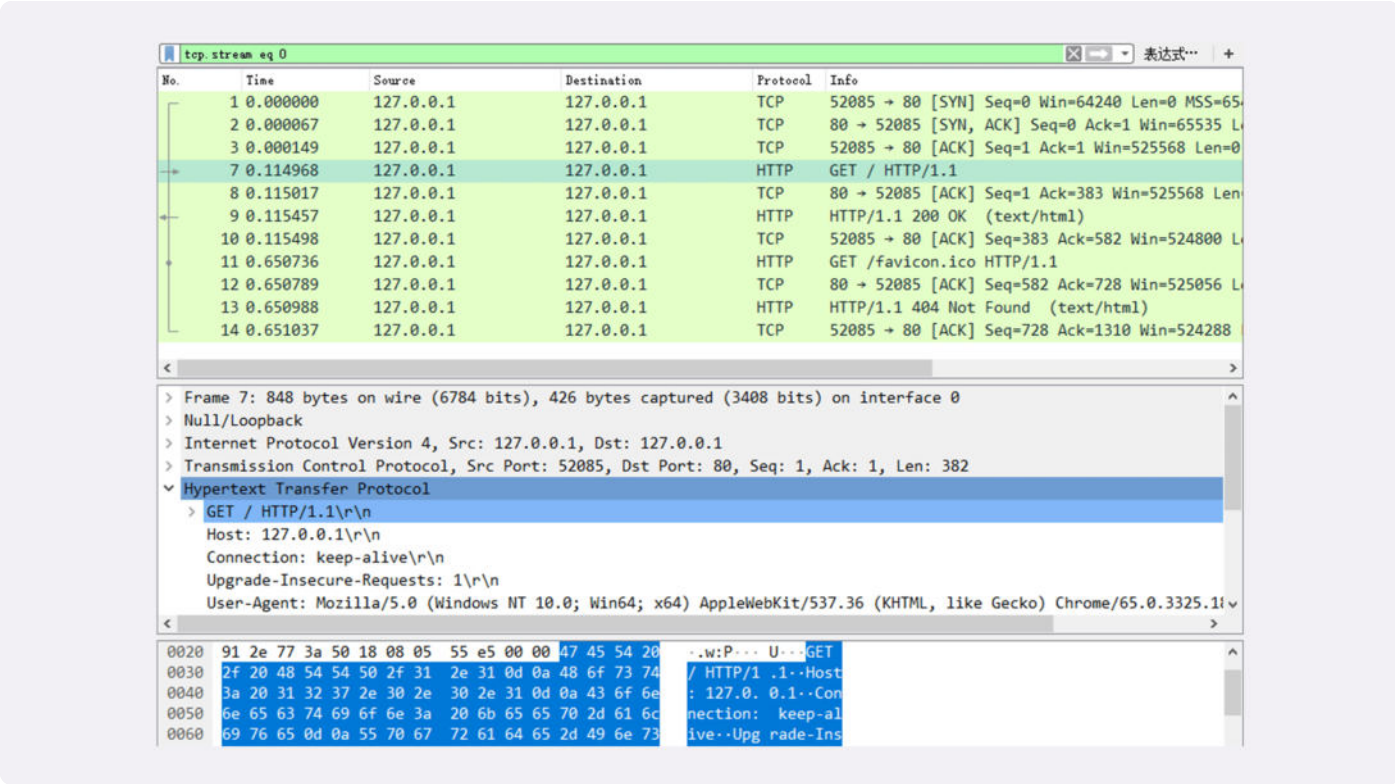 tcp.stream eq 0 表达式… +
No. Time Source Destination Protocol Info
1 0.000000 127.0.0.1 127.0.0.1 TCP 52085 → 80 [SYN] Seq=0 Win=64240 Len=0 MSS=65
2 0.000067 127.0.0.1 127.0.0.1 TCP 80 → 52085 [SYN, ACK] Seq=0 Ack=1 Win=65535
3 0.000149 127.0.0.1 127.0.0.1 TCP 52085 → 80 [ACK] Seq=1 Ack=1 Win=525568 Len=0
7 0.114968 127.0.0.1 127.0.0.1 HTTP GET / HTTP/1.1
8 0.115017 127.0.0.1 127.0.0.1 TCP 80 → 52085 [ACK] Seq=1 Ack=383 Win=525568 Len
9 0.115457 127.0.0.1 127.0.0.1 HTTP HTTP/1.1 200 OK (text/html)
10 0.115498 127.0.0.1 127.0.0.1 TCP 52085 → 80 [ACK] Seq=383 Ack=582 Win=524800
11 0.650736 127.0.0.1 127.0.0.1 HTTP GET /favicon.ico HTTP/1.1
12 0.650789 127.0.0.1 127.0.0.1 TCP 80 → 52085 [ACK] Seq=582 Ack=728 Win=525056
13 0.650988 127.0.0.1 127.0.0.1 HTTP HTTP/1.1 404 Not Found (text/html)
14 0.651037 127.0.0.1 127.0.0.1 TCP 52085 → 80 [ACK] Seq=728 Ack=1310 Win=524288
Frame 7: 848 bytes on wire (6784 bits), 426 bytes captured (3408 bits) on interface 0
Null/Loopback
Internet Protocol Version 4, Src: 127.0.0.1, Dst: 127.0.0.1
Transmission Control Protocol, Src Port: 52085, Dst Port: 80, Seq: 1, Ack: 1, Len: 382
Hypertext Transfer Protocol
GET / HTTP/1.1\r\n
Host: 127.0.0.1\r\n
Connection: keep-alive\r\n
Upgrade-Insecure-Requests: 1\r\n
User-Agent: Mozilla/5.0 (Windows NT 10.0; Win64; x64) AppleWebKit/537.36 (KHTML, like Gecko) Chrome/65.0.3325.1
0020 91 2e 77 3a 50 18 08 05 55 e5 00 00 47 45 54 20 ·.w:P··· U···GET
0030 2f 20 48 54 54 50 2f 31 2e 31 0d 0a 48 6f 73 74 / HTTP/1 .1··Host
0040 3a 20 31 32 37 2e 30 2e 30 2e 31 0d 0a 43 6f 6e : 127.0. 0.1··Con
0050 6e 65 63 74 69 6f 6e 3a 20 6b 65 65 70 2d 61 6c nection: keep-al
0060 69 76 65 0d 0a 55 70 67 72 61 64 65 2d 49 6e 73 ive··Upg rade-Ins